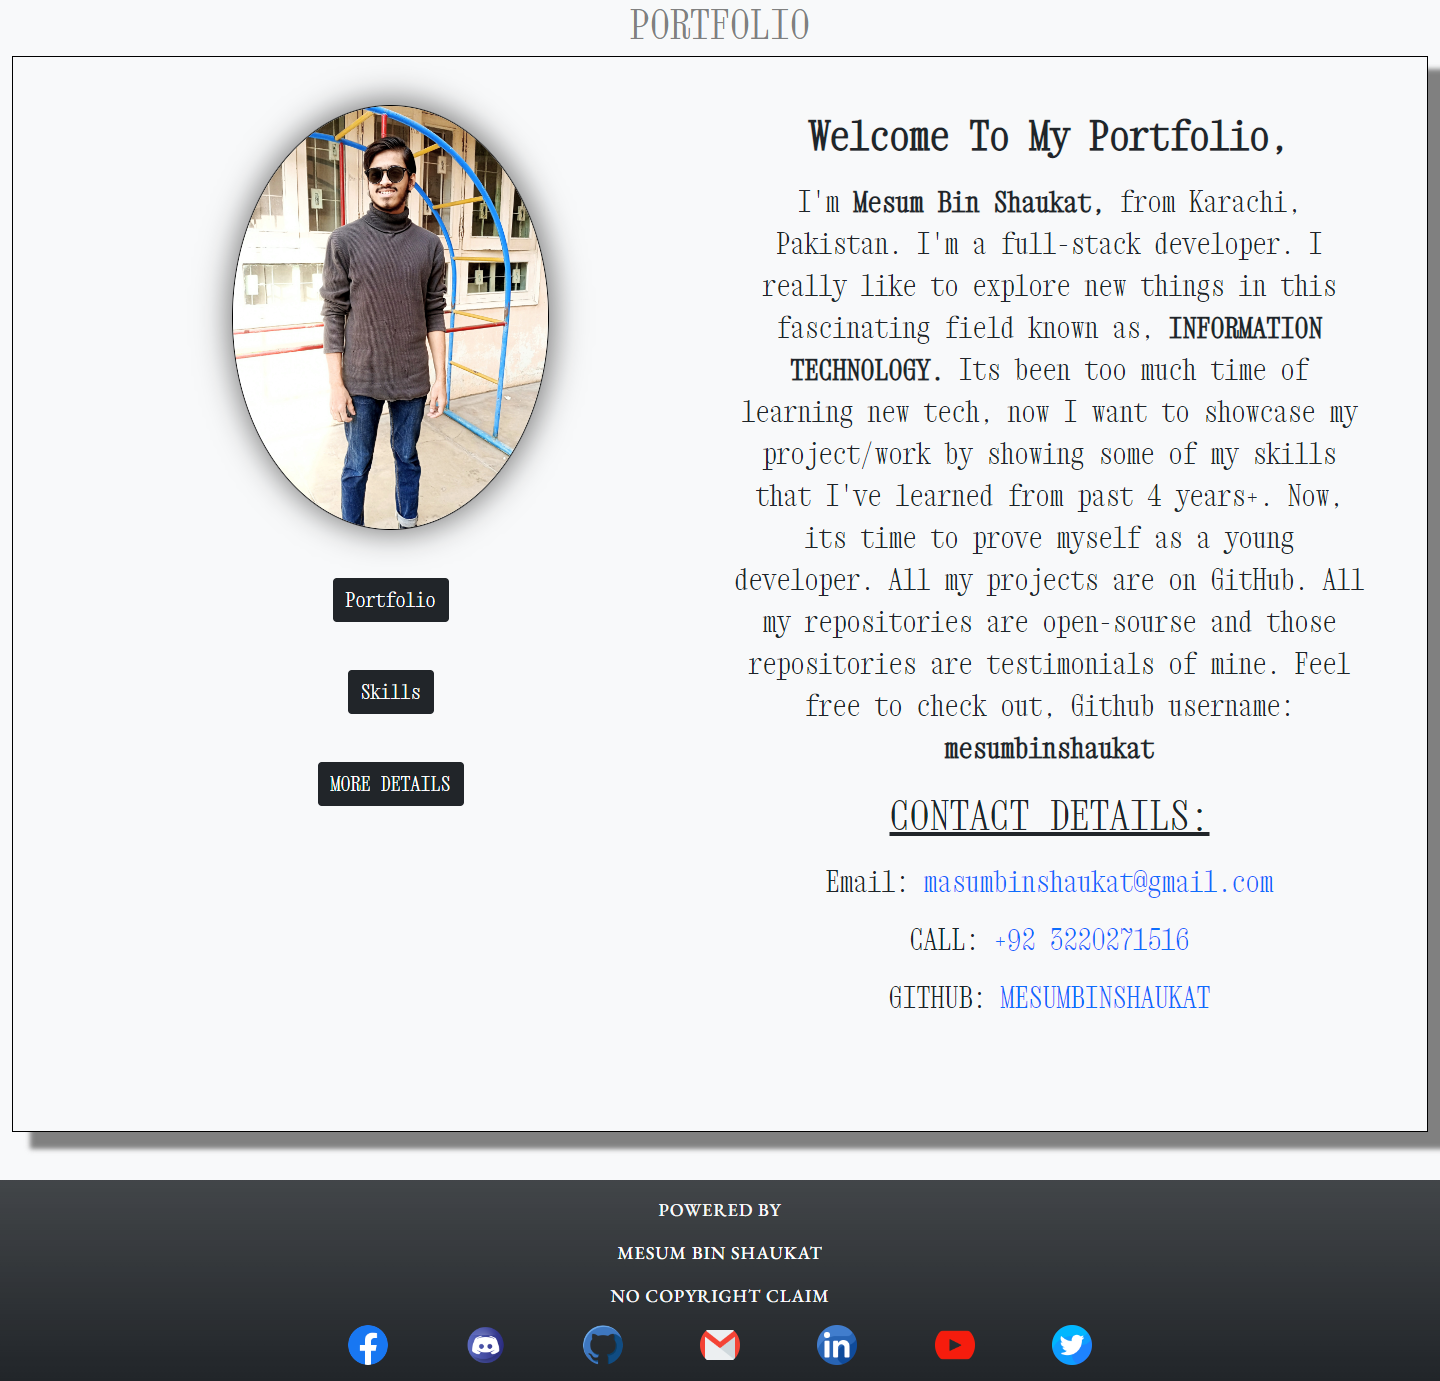 PORTFOLIO
Welcome To My Portfolio,
I'm Mesum Bin Shaukat, from Karachi,
Pakistan. I'm a full-stack developer. I
really like to explore new things in this
fascinating field known as, INFORMATION
TECHNOLOGY. Its been too much time of
learning new tech, now I want to showcase my
project/work by showing some of my skills
that I've learned from past 4 years+. Now,
its time to prove myself as a young
developer. All my projects are on GitHub. All
my repositories are open-sourse and those
repositories are testimonials of mine. Feel
free to check out, Github username:
mesumbinshaukat
Portfolio
Skills
MORE DETAILS
CONTACT DETAILS:
Email: masumbinshaukat@gmail.com
CALL: +92 3220271516
GITHUB: MESUMBINSHAUKAT
POWERED BY
MESUM BIN SHAUKAT
NO COPYRIGHT CLAIM